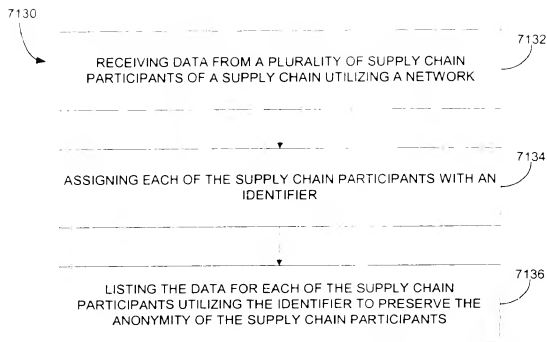 7130
7132
RECEIVING DATA FROM A PLURALITY OF SUPPLY CHAIN
PARTICIPANTS OF A SUPPLY CHAIN UTILIZING A NETWORK
7134
ASSIGNING EACH OF THE SUPPLY CHAIN PARTICIPANTS WITH AN
IDENTIFIER
7136
LISTING THE DATA FOR EACH OF THE SUPPLY CHAIN
PARTICIPANTS UTILIZING THE IDENTIFIER TO PRESERVE THE
ANONYMITY OF THE SUPPLY CHAIN PARTICIPANTS